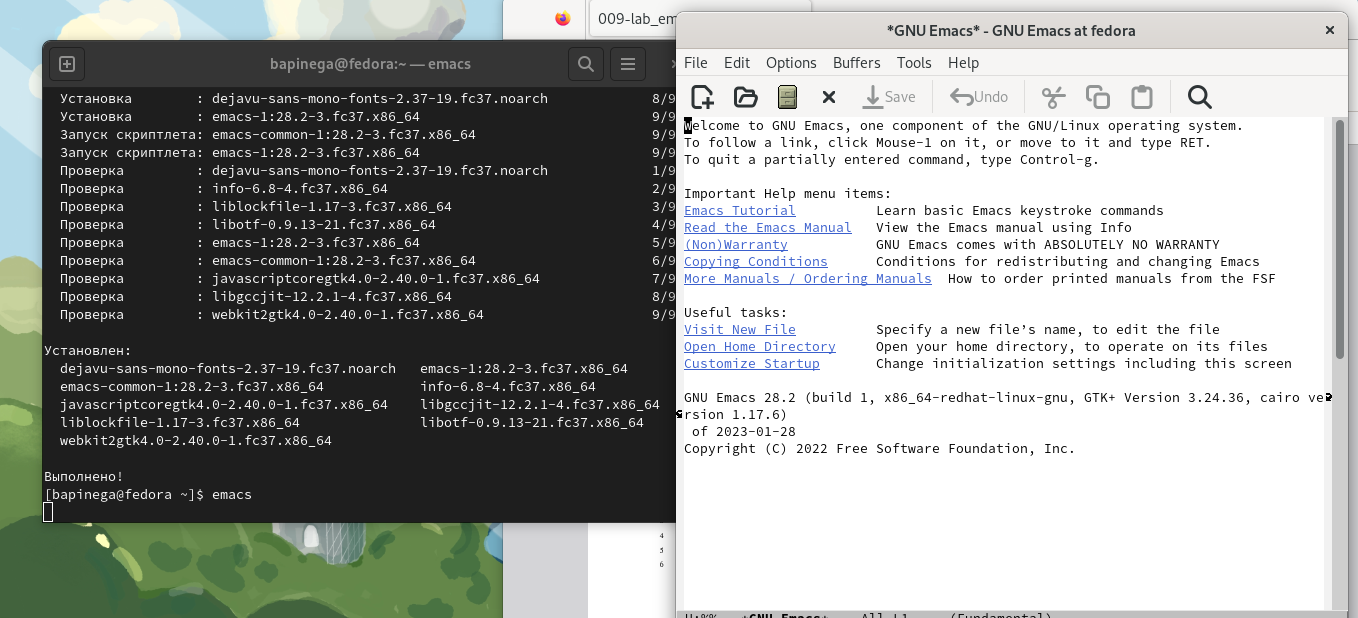 009-lab_em
bapinega@fedora:~ — emacs
Установка : dejavu-sans-mono-fonts-2.37-19.fc37.noarch 8/9
Установка : emacs-1:28.2-3.fc37.x86_64 9/9
Запуск скриптлета: emacs-common-1:28.2-3.fc37.x86_64 9/9
Запуск скриптлета: emacs-1:28.2-3.fc37.x86_64 9/9
Проверка : dejavu-sans-mono-fonts-2.37-19.fc37.noarch 1/9
Проверка : info-6.8-4.fc37.x86_64 2/9
Проверка : liblockfile-1.17-3.fc37.x86_64 3/9
Проверка : libotf-0.9.13-21.fc37.x86_64 4/9
Проверка : emacs-1:28.2-3.fc37.x86_64 5/9
Проверка : emacs-common-1:28.2-3.fc37.x86_64 6/9
Проверка : javascriptcoregtk4.0-2.40.0-1.fc37.x86_64 7/9
Проверка : libgccjit-12.2.1-4.fc37.x86_64 8/9
Проверка : webkit2gtk4.0-2.40.0-1.fc37.x86_64 9/9
Установлен:
dejavu-sans-mono-fonts-2.37-19.fc37.noarch emacs-1:28.2-3.fc37.x86_64
emacs-common-1:28.2-3.fc37.x86_64 info-6.8-4.fc37.x86_64
javascriptcoregtk4.0-2.40.0-1.fc37.x86_64 libgccjit-12.2.1-4.fc37.x86_64
liblockfile-1.17-3.fc37.x86_64 libotf-0.9.13-21.fc37.x86_64
webkit2gtk4.0-2.40.0-1.fc37.x86_64
Выполнено!
[bapinega@fedora ~]$ emacs
4
5
6
*GNU Emacs* - GNU Emacs at fedora
File Edit Options Buffers Tools Help
Save Undo
Welcome to GNU Emacs, one component of the GNU/Linux operating system.
To follow a link, click Mouse-1 on it, or move to it and type RET.
To quit a partially entered command, type Control-g.
Important Help menu items:
Emacs Tutorial Learn basic Emacs keystroke commands
Read the Emacs Manual View the Emacs manual using Info
(Non)Warranty GNU Emacs comes with ABSOLUTELY NO WARRANTY
Copying Conditions Conditions for redistributing and changing Emacs
More Manuals / Ordering Manuals How to order printed manuals from the FSF
Useful tasks:
Visit New File Specify a new file’s name, to edit the file
Open Home Directory Open your home directory, to operate on its files
Customize Startup Change initialization settings including this screen
GNU Emacs 28.2 (build 1, x86_64-redhat-linux-gnu, GTK+ Version 3.24.36, cairo ve
rsion 1.17.6)
of 2023-01-28
Copyright (C) 2022 Free Software Foundation, Inc.
U:%%- *GNU Emacs* All L1 (Fundamental)